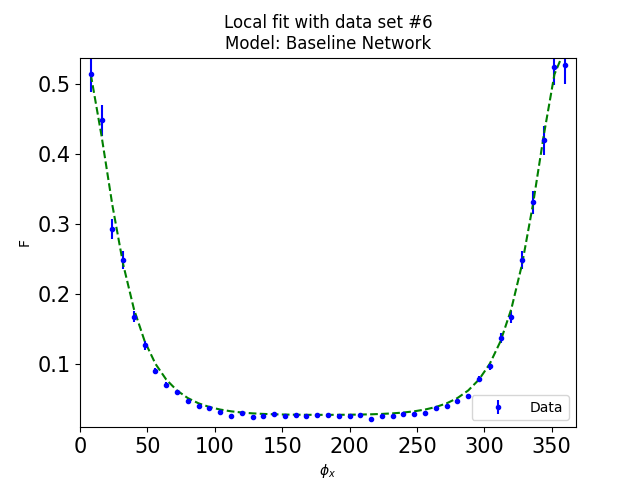 Local fit with data set #6
Model: Baseline Network
0.5
0.4
0.3
0.2
0.1
F
0 50 100 150 200 250 300 350
ϕx
Data